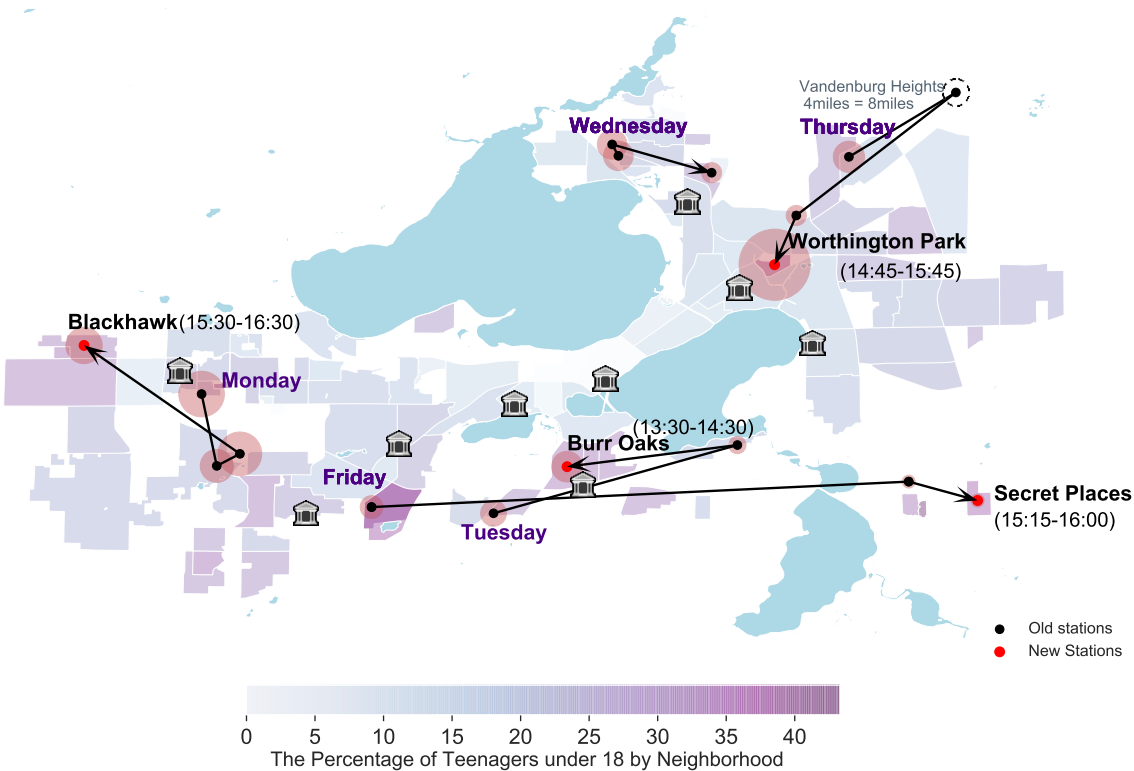 Vandenburg Heights
4miles = 8miles
Wednesday
Thursday
Worthington Park
(14:45-15:45)
Blackhawk(15:30-16:30)
Monday
(13:30-14:30)
Burr Oaks
Friday
Secret Places
(15:15-16:00)
Tuesday
Old stations
New Stations
0 5 10 15 20 25 30 35 40
The Percentage of Teenagers under 18 by Neighborhood